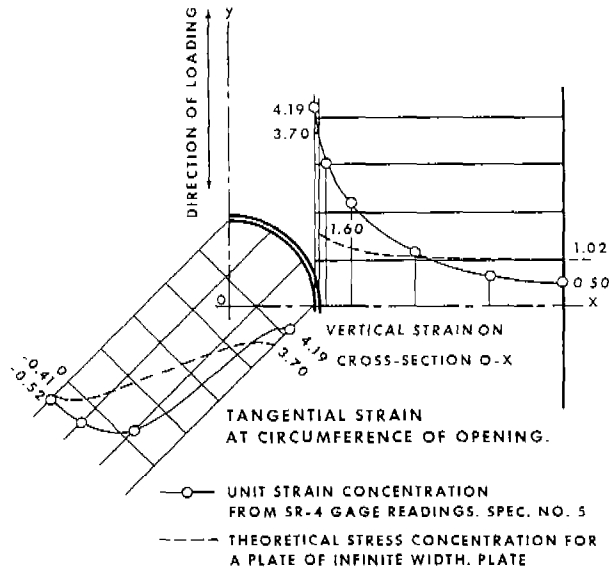 DIRECTION OF LOADING
y
4.19
3.70
1.60
1.02
0.50
x
0
VERTICAL STRAIN ON
CROSS-SECTION O-X
-0.41
0
-0.52
4.19
3.70
TANGENTIAL STRAIN
AT CIRCUMFERENCE OF OPENING.
UNIT STRAIN CONCENTRATION
FROM SR-4 GAGE READINGS. SPEC. NO. 5
THEORETICAL STRESS CONCENTRATION FOR
A PLATE OF INFINITE WIDTH. PLATE